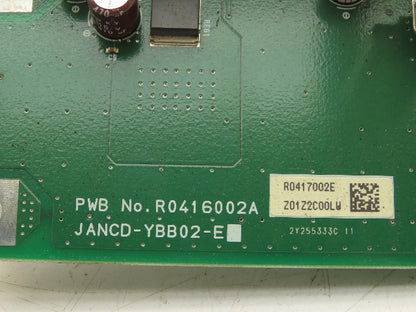 R0417002E
Z01Z2C00LW
PWB No.R0416002A
JANCD-YBB02-E
2Y255333C 11